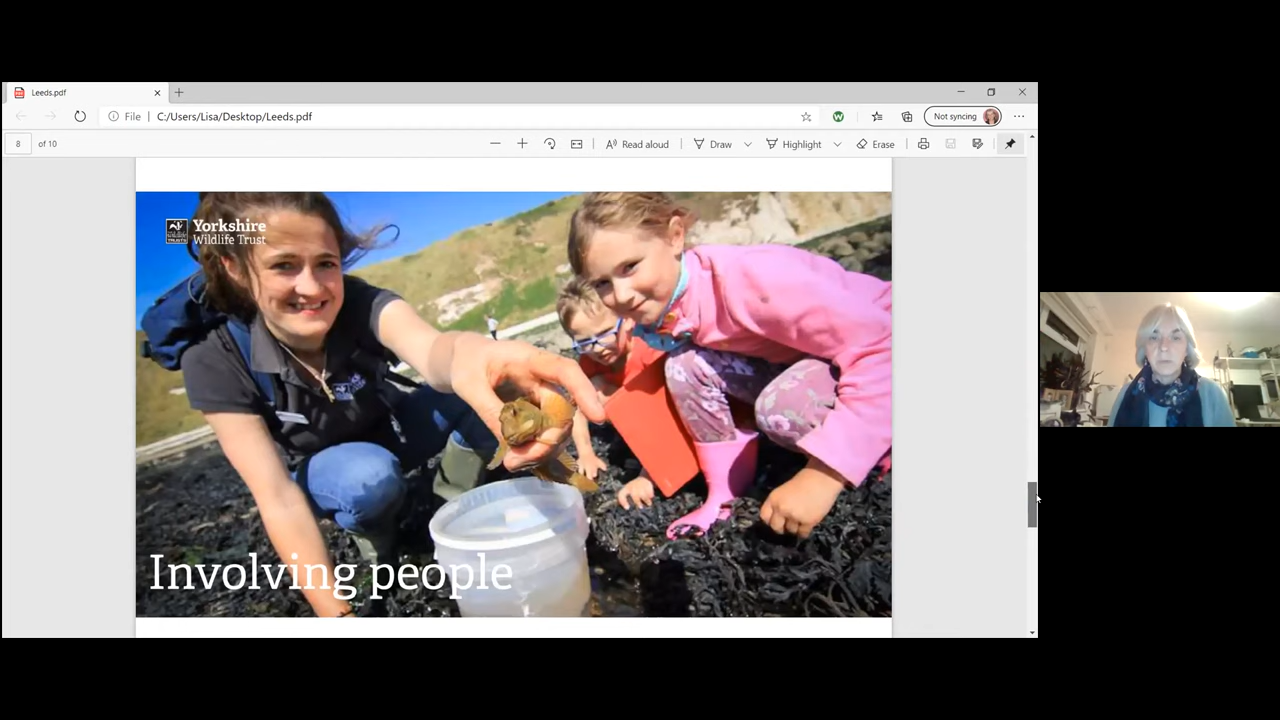 Leeds.pdf
File
C:/Users/Lisa/Desktop/Leeds.pdf
Not syncing
8
of 10
Read aloud
Draw
Highlight
Erase
Yorkshire
Wildlife Trust
Involving people